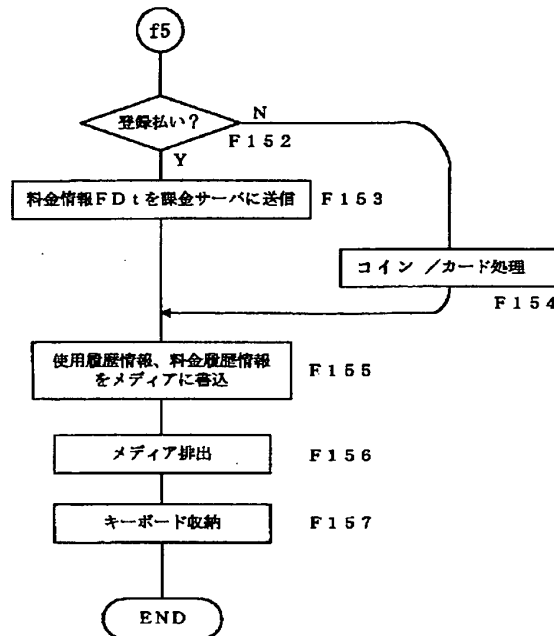 f5
登録払い？
N
F152
Y
料金情報FDtを課金サーバに送信
F153
コイン／カード処理
F154
使用履歴情報、料金履歴情報
をメディアに書込
F155
メディア排出
F156
キーボード収納
F157
END